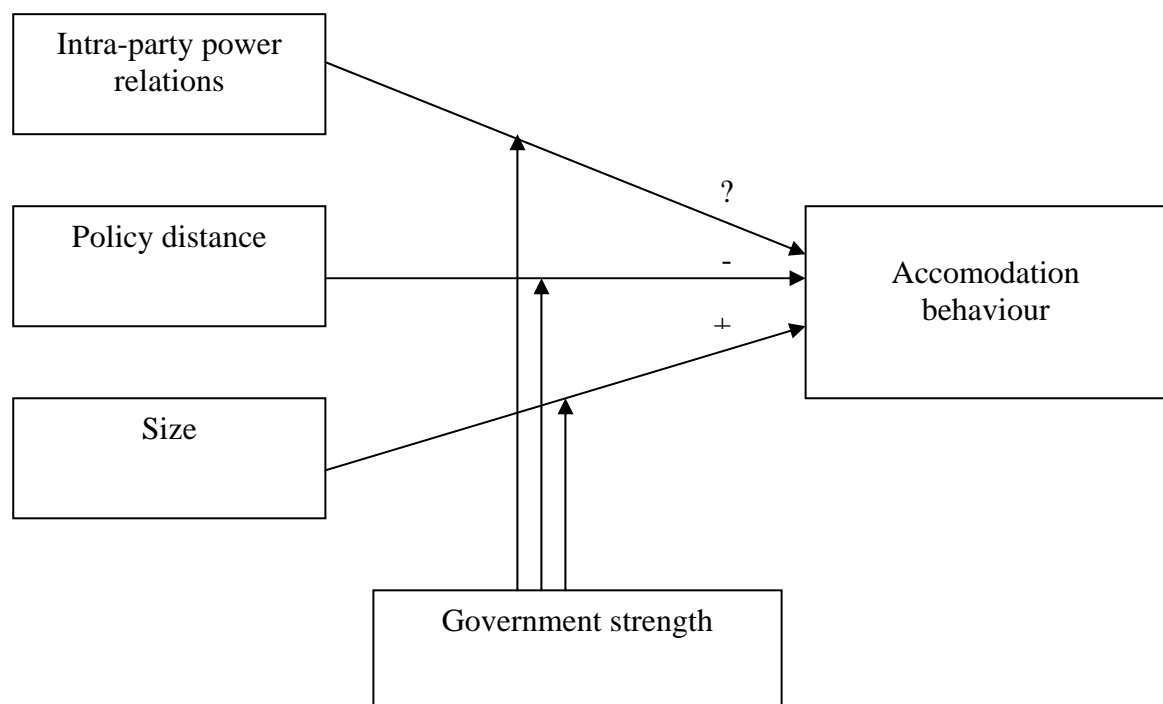 Intra-party power
relations
?
Policy distance
-
Accomodation
behaviour
+
Size
Government strength